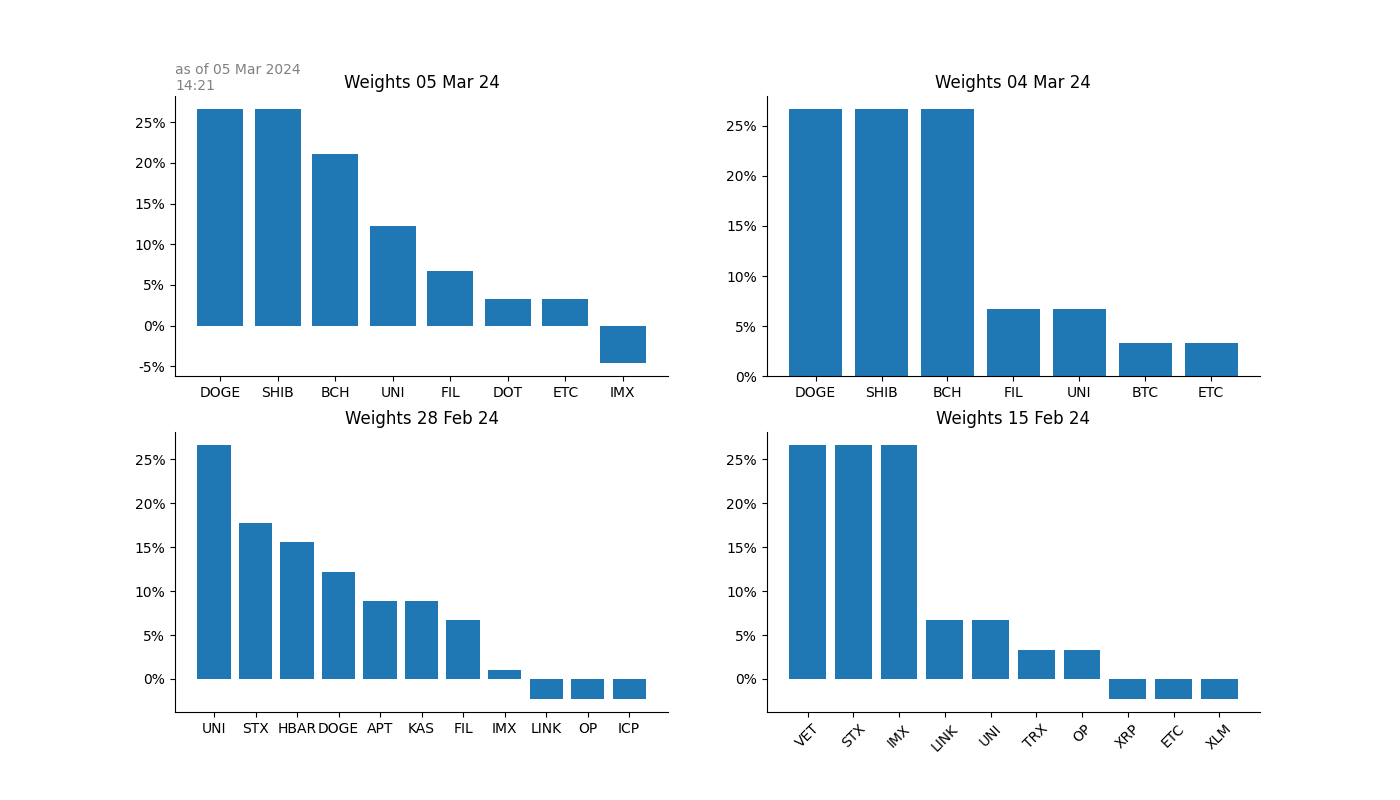 as of 05 Mar 2024
14:21
Weights 05 Mar 24
25%
20%
15%
10%
5%
0%
-5%
DOGE SHIB BCH UNI FIL DOT ETC IMX
Weights 04 Mar 24
25%
20%
15%
10%
5%
0%
DOGE SHIB BCH FIL UNI BTC ETC
Weights 28 Feb 24
25%
20%
15%
10%
5%
0%
UNI STX HBAR DOGE APT KAS FIL IMX LINK OP ICP
Weights 15 Feb 24
25%
20%
15%
10%
5%
0%
VET STX IMX LINK UNI TRX OP XRP ETC XLM